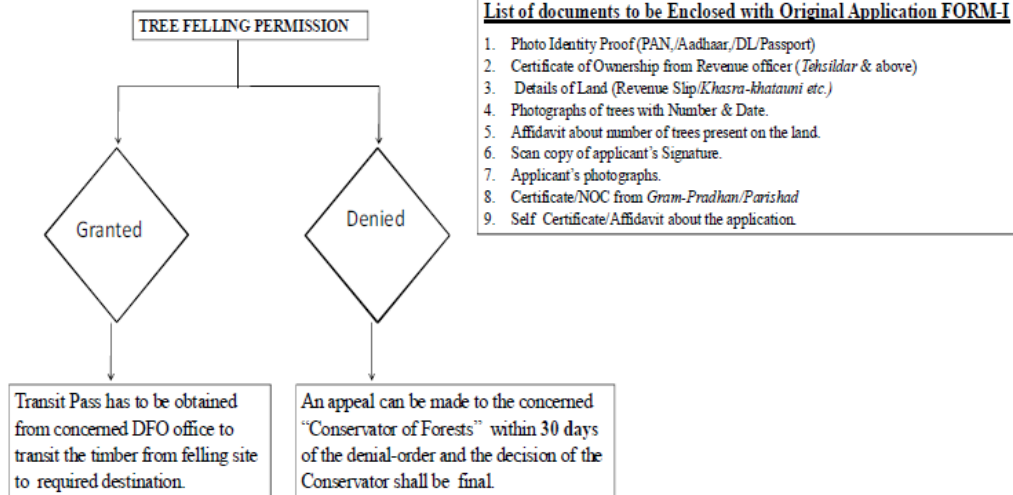 TREE FELLING PERMISSION
Granted
Denied
Transit Pass has to be obtained
from concerned DFO office to
transit the timber from felling site
to required destination.
An appeal can be made to the concerned
“Conservator of Forests” within 30 days
of the denial-order and the decision of the
Conservator shall be final.
List of documents to be Enclosed with Original Application FORM-I
1. Photo Identity Proof (PAN,/Aadhaar,/DL/Passport)
2. Certificate of Ownership from Revenue officer (Tehsildar & above)
3. Details of Land (Revenue Slip/Khasra-khatauni etc.)
4. Photographs of trees with Number & Date.
5. Affidavit about number of trees present on the land.
6. Scan copy of applicant’s Signature.
7. Applicant’s photographs.
8. Certificate/NOC from Gram-Pradhan/Parishad
9. Self Certificate/Affidavit about the application.